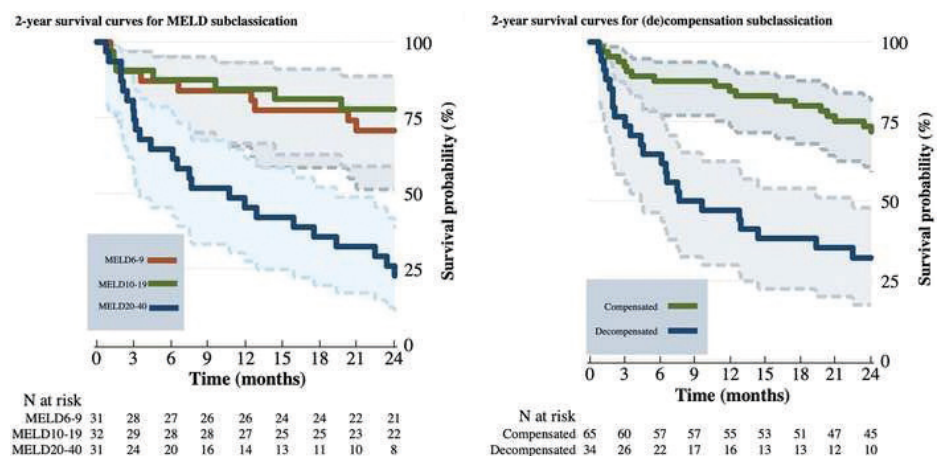 2-year survival curves for MELD subclassication
100
75
50
25
0
Survival probability (%)
MELD6-9
MELD10-19
MELD20-40
0 3 6 9 12 15 18 21 24
Time (months)
N at risk
MELD6-9 31 28 27 26 26 24 24 22 21
MELD10-19 32 29 28 28 27 25 25 23 22
MELD20-40 31 24 20 16 14 13 11 10 8
2-year survival curves for (de)compensation subclassication
100
75
50
25
0
Survival probability (%)
Compensated
Decompensated
0 3 6 9 12 15 18 21 24
Time (months)
N at risk
Compensated 65 60 57 57 55 53 51 47 45
Decompensated 34 26 22 17 16 13 13 12 10